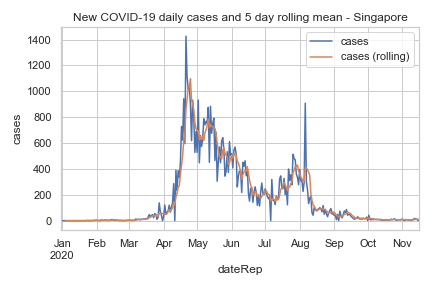 New COVID-19 daily cases and 5 day rolling mean - Singapore
cases
cases (rolling)
1400
1200
1000
800
600
400
200
0
cases
Jan Feb Mar Apr May Jun Jul Aug Sep Oct Nov
2020
dateRep